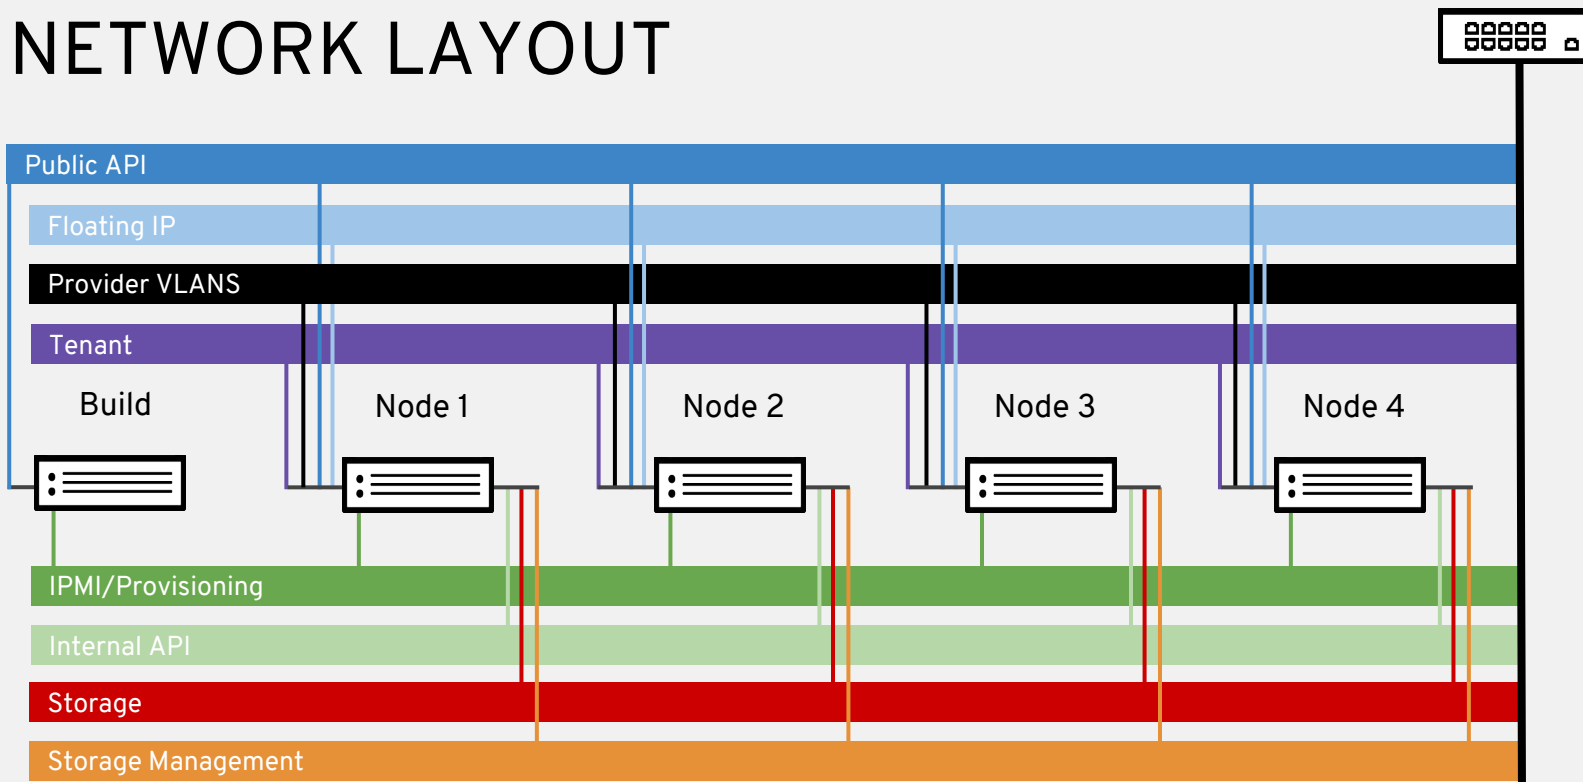 NETWORK LAYOUT
Public API
Floating IP
Provider VLANS
Tenant
Build
Node 1
Node 2
Node 3
Node 4
IPMI/Provisioning
Internal API
Storage
Storage Management